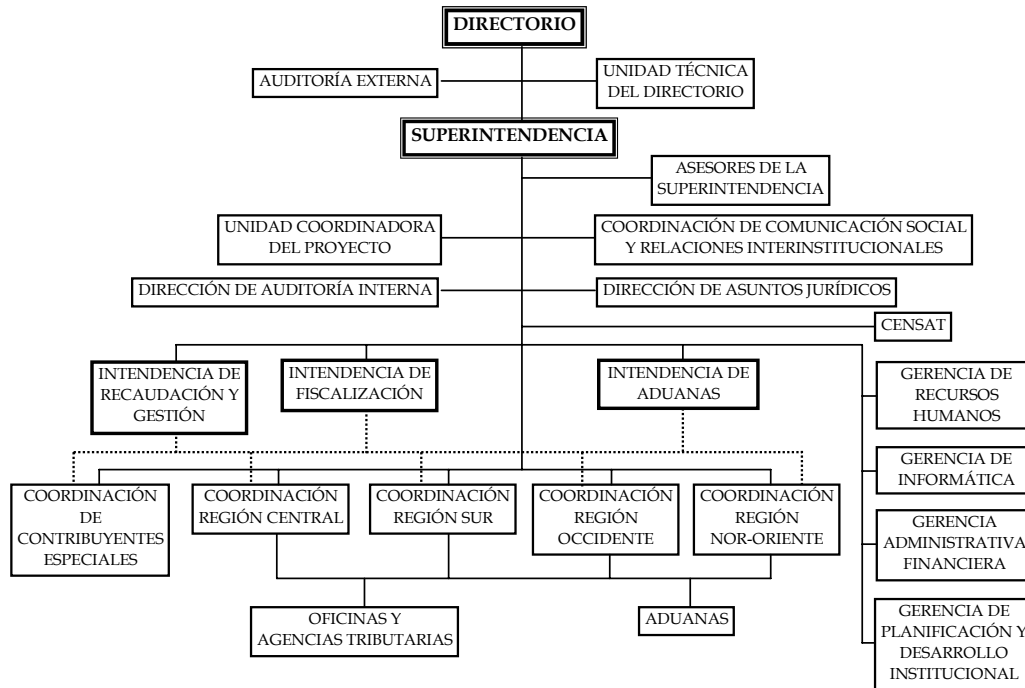 DIRECTORIO
AUDITORÍA EXTERNA
UNIDAD TÉCNICA
DEL DIRECTORIO
SUPERINTENDENCIA
ASESORES DE LA
SUPERINTENDENCIA
UNIDAD COORDINADORA
DEL PROYECTO
COORDINACIÓN DE COMUNICACIÓN SOCIAL
Y RELACIONES INTERINSTITUCIONALES
DIRECCIÓN DE AUDITORÍA INTERNA
DIRECCIÓN DE ASUNTOS JURÍDICOS
CENSAT
INTENDENCIA DE
RECAUDACIÓN Y
GESTIÓN
INTENDENCIA DE
FISCALIZACIÓN
INTENDENCIA DE
ADUANAS
GERENCIA DE
RECURSOS
HUMANOS
GERENCIA DE
INFORMÁTICA
GERENCIA
ADMINISTRATIVA
FINANCIERA
GERENCIA DE
PLANIFICACIÓN Y
DESARROLLO
INSTITUCIONAL
COORDINACIÓN
DE
CONTRIBUYENTES
ESPECIALES
COORDINACIÓN
REGIÓN CENTRAL
COORDINACIÓN
REGIÓN SUR
COORDINACIÓN
REGIÓN
OCCIDENTE
COORDINACIÓN
REGIÓN
NOR-ORIENTE
OFICINAS Y
AGENCIAS TRIBUTARIAS
ADUANAS